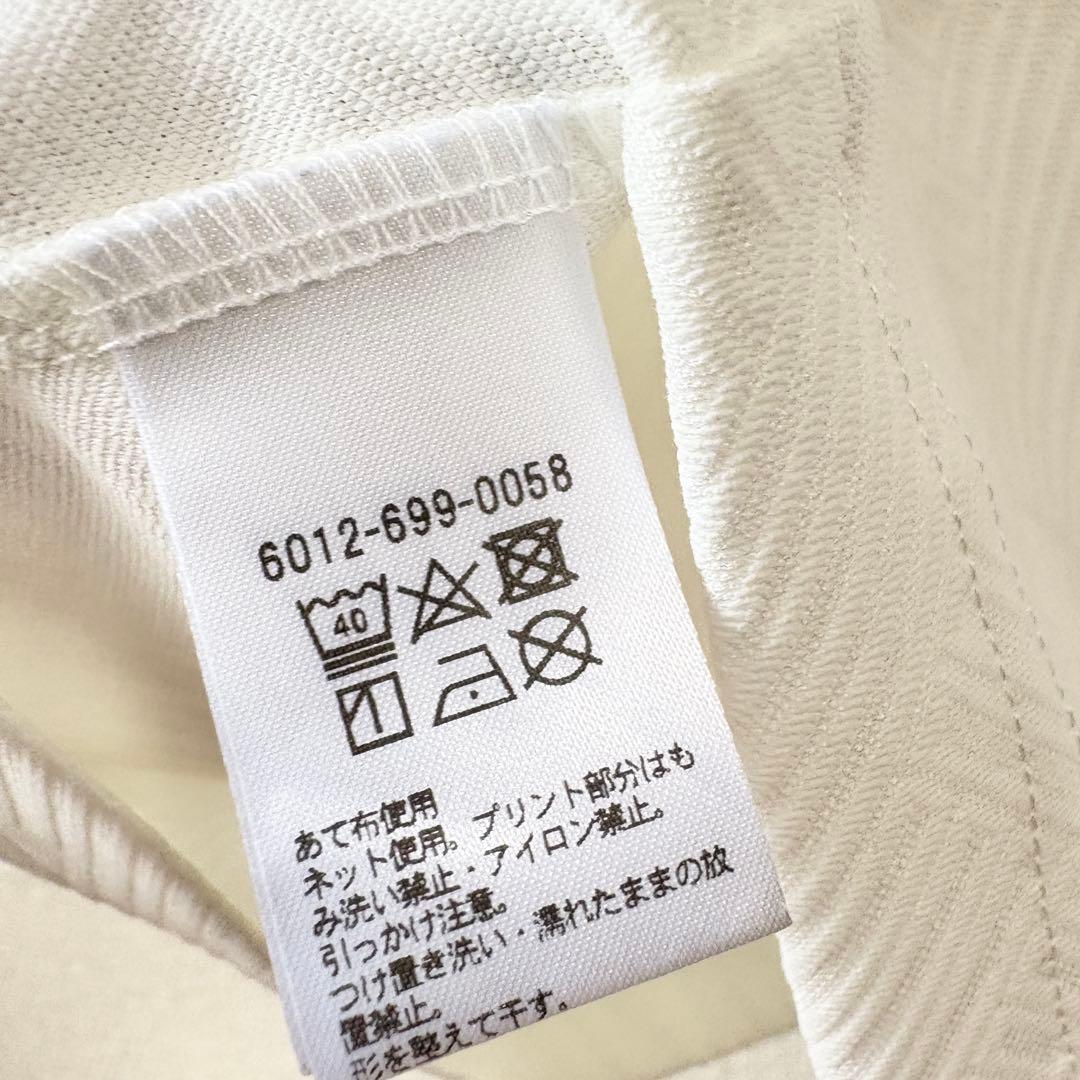 6012-699-0058
40
あて布使用
ネット使用。プリント部分はも
み洗い禁止・アイロン禁止。
引っかけ注意。
つけ置き洗い・濡れたままの放
置禁止。
形を整えて干す。